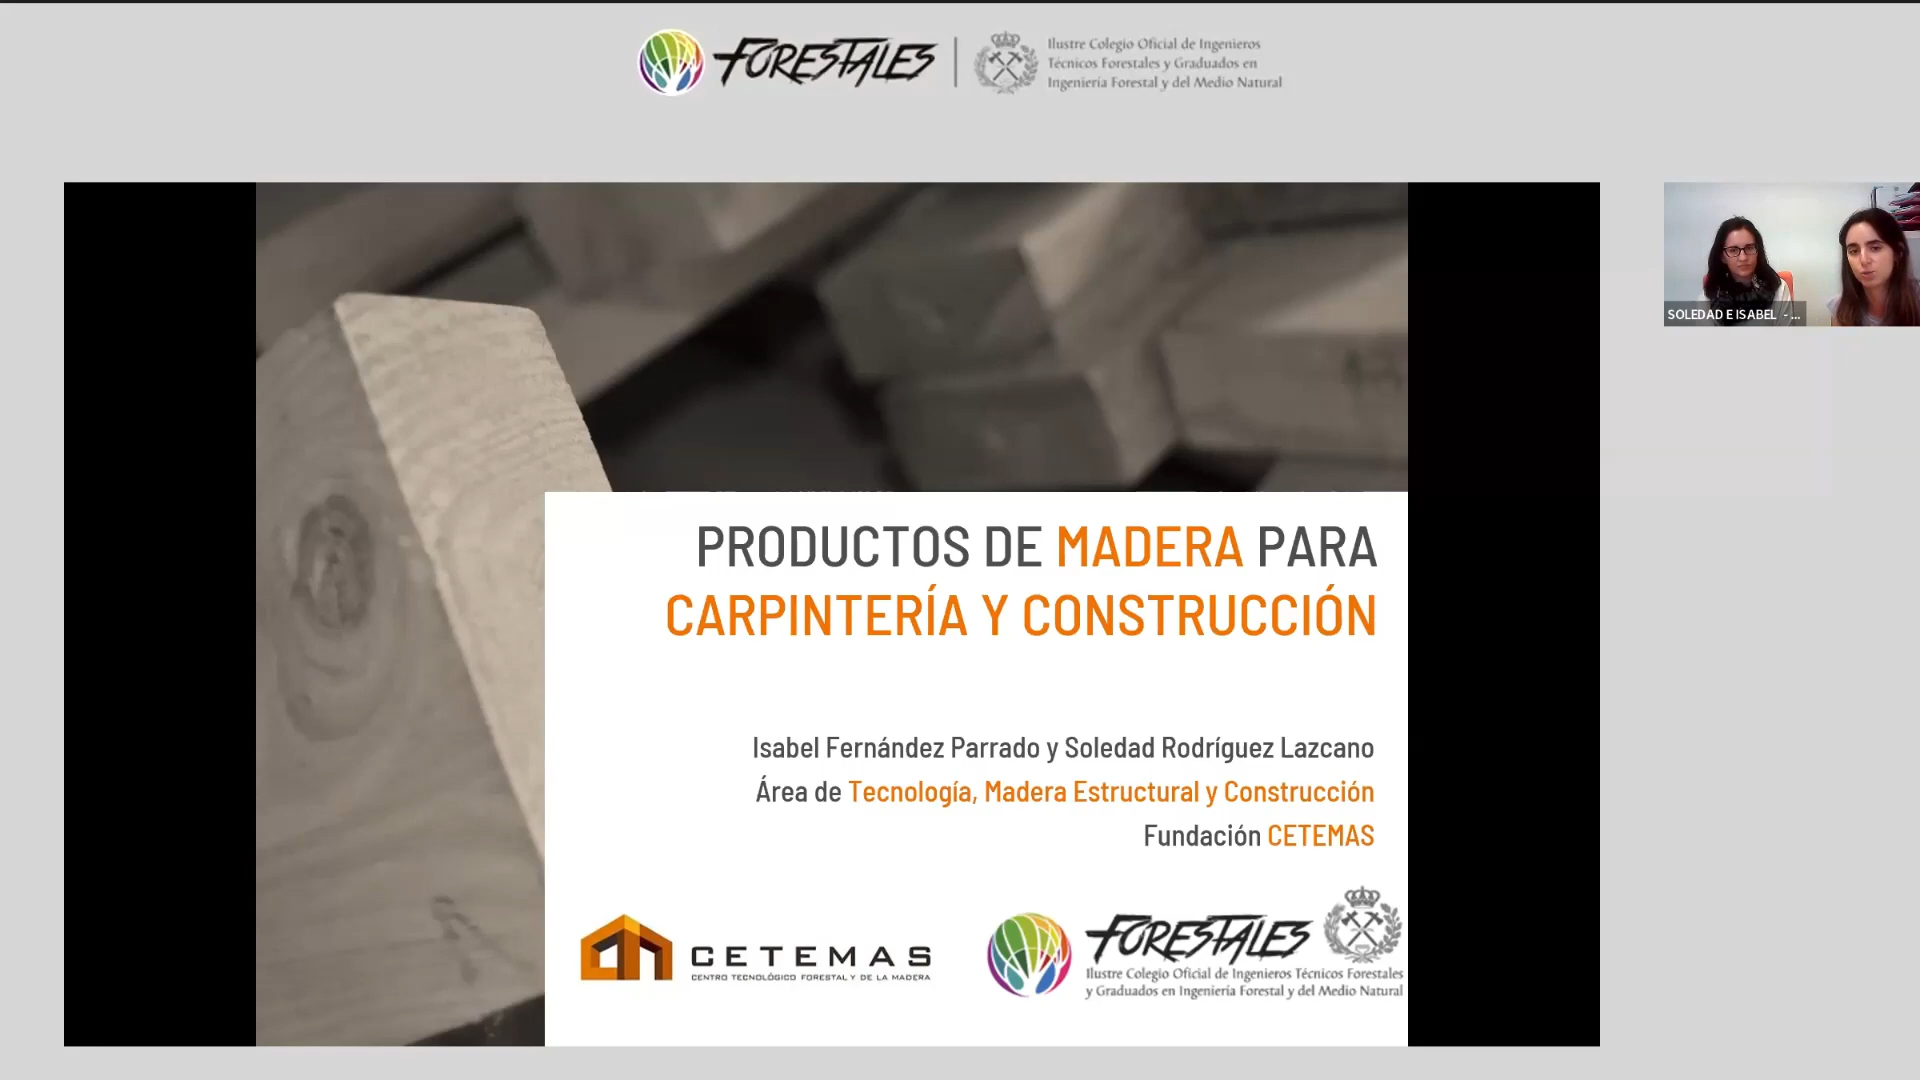 FORESTALES
Ilustre Colegio Oficial de Ingenieros
Técnicos Forestales y Graduados en
Ingeniería Forestal y del Medio Natural
SOLEDAD E ISABEL - ...
PRODUCTOS DE MADERA PARA
CARPINTERÍA Y CONSTRUCCIÓN
Isabel Fernández Parrado y Soledad Rodríguez Lazcano
Área de Tecnología, Madera Estructural y Construcción
Fundación CETEMAS
CETEMAS
CENTRO TECNOLÓGICO FORESTAL Y DE LA MADERA
FORESTALES
Ilustre Colegio Oficial de Ingenieros Técnicos Forestales
y Graduados en Ingeniería Forestal y del Medio Natural